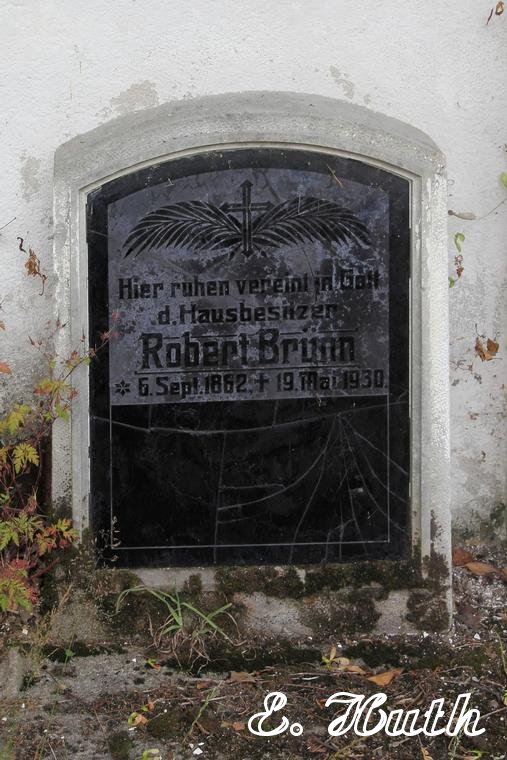 Hier ruhen vereint in Gott
d. Hausbesitzer
Robert Brunn
* 6. Sept. 1862, † 19. Mai 1930.
E. Huth